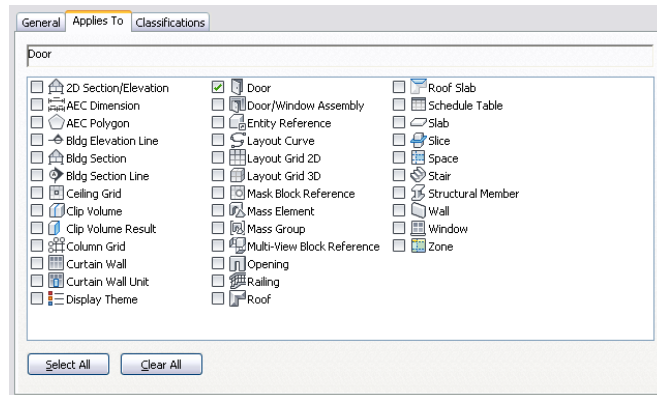 General Applies To Classifications
Door
2D Section/Elevation Door Roof Slab
AEC Dimension Door/Window Assembly Schedule Table
AEC Polygon Entity Reference Slab
Bldg Elevation Line Layout Curve Slice
Bldg Section Layout Grid 2D Space
Bldg Section Line Layout Grid 3D Stair
Ceiling Grid Mask Block Reference Structural Member
Clip Volume Mass Element Wall
Clip Volume Result Mass Group Window
Column Grid Multi-View Block Reference Zone
Curtain Wall Opening
Curtain Wall Unit Railing
Display Theme Roof
Select All Clear All